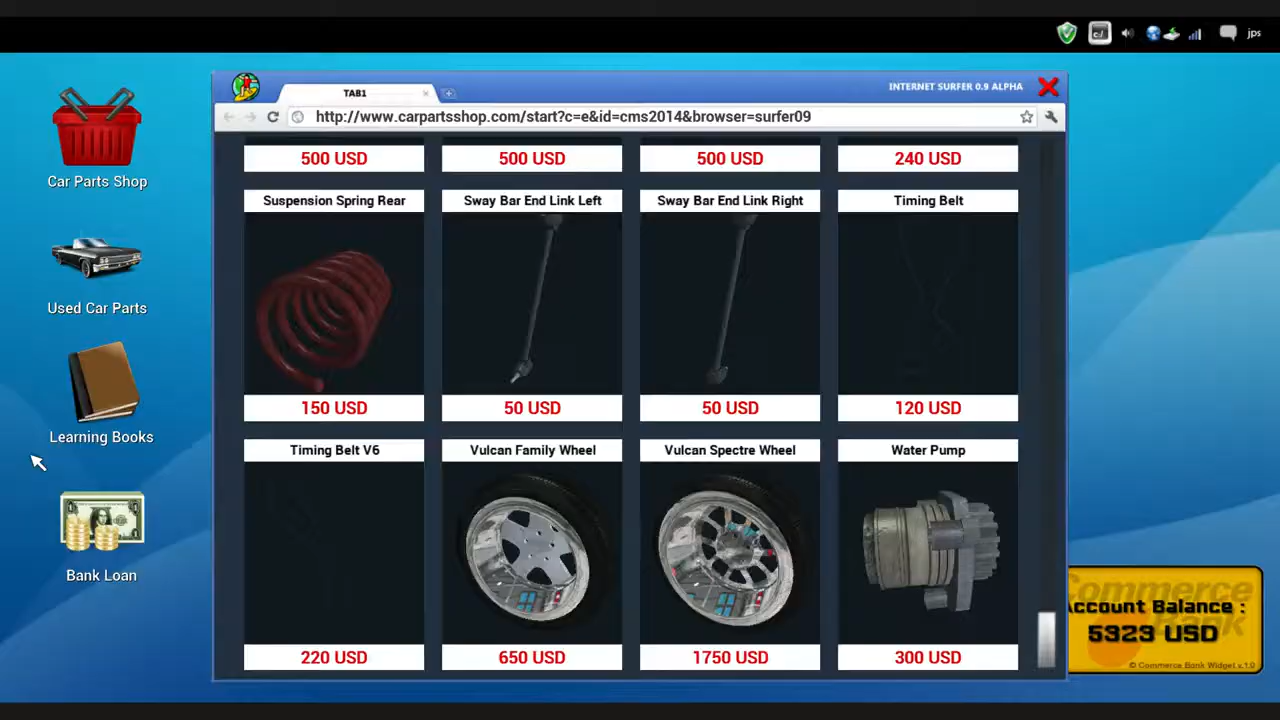 jps
TAB1
INTERNET SURFER 0.9 ALPHA
http://www.carpartsshop.com/start?c=e&id=cms2014&browser=surfer09
Car Parts Shop
Used Car Parts
Learning Books
Bank Loan
500 USD
500 USD
500 USD
240 USD
Suspension Spring Rear
Sway Bar End Link Left
Sway Bar End Link Right
Timing Belt
150 USD
50 USD
50 USD
120 USD
Timing Belt V6
Vulcan Family Wheel
Vulcan Spectre Wheel
Water Pump
220 USD
650 USD
1750 USD
300 USD
Commerce
Bank
Account Balance :
5323 USD
© Commerce Bank Widget v.1.0